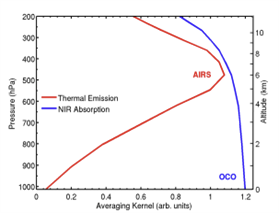 200
300
400
500
600
700
800
900
1000
Pressure (hPa)
10
8
6
4
2
0
Altitude (km)
AIRS
Thermal Emission
NIR Absorption
OCO
0 0.2 0.4 0.6 0.8 1 1.2
Averaging Kernel (arb. units)